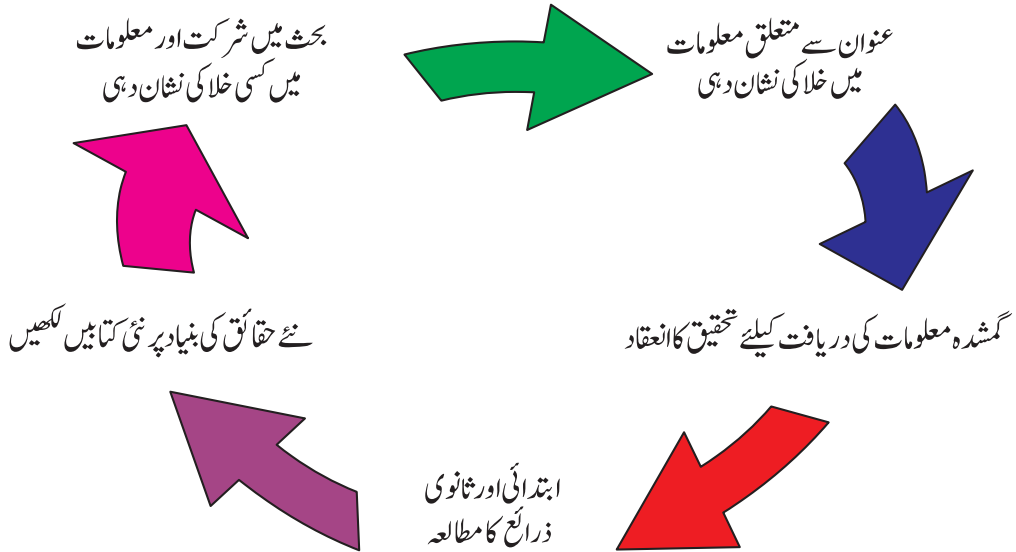 عنوان سے متعلق معلومات
میں خلا کی نشان دہی
گمشدہ معلومات کی دریافت کیلئے تحقیق کا انعقاد
ابتدائی اور ثانوی
ذرائع کا مطالعہ
نئے حقائق کی بنیاد پر نئی کتابیں لکھیں
بحث میں شرکت اور معلومات
میں کسی خلا کی نشان دہی